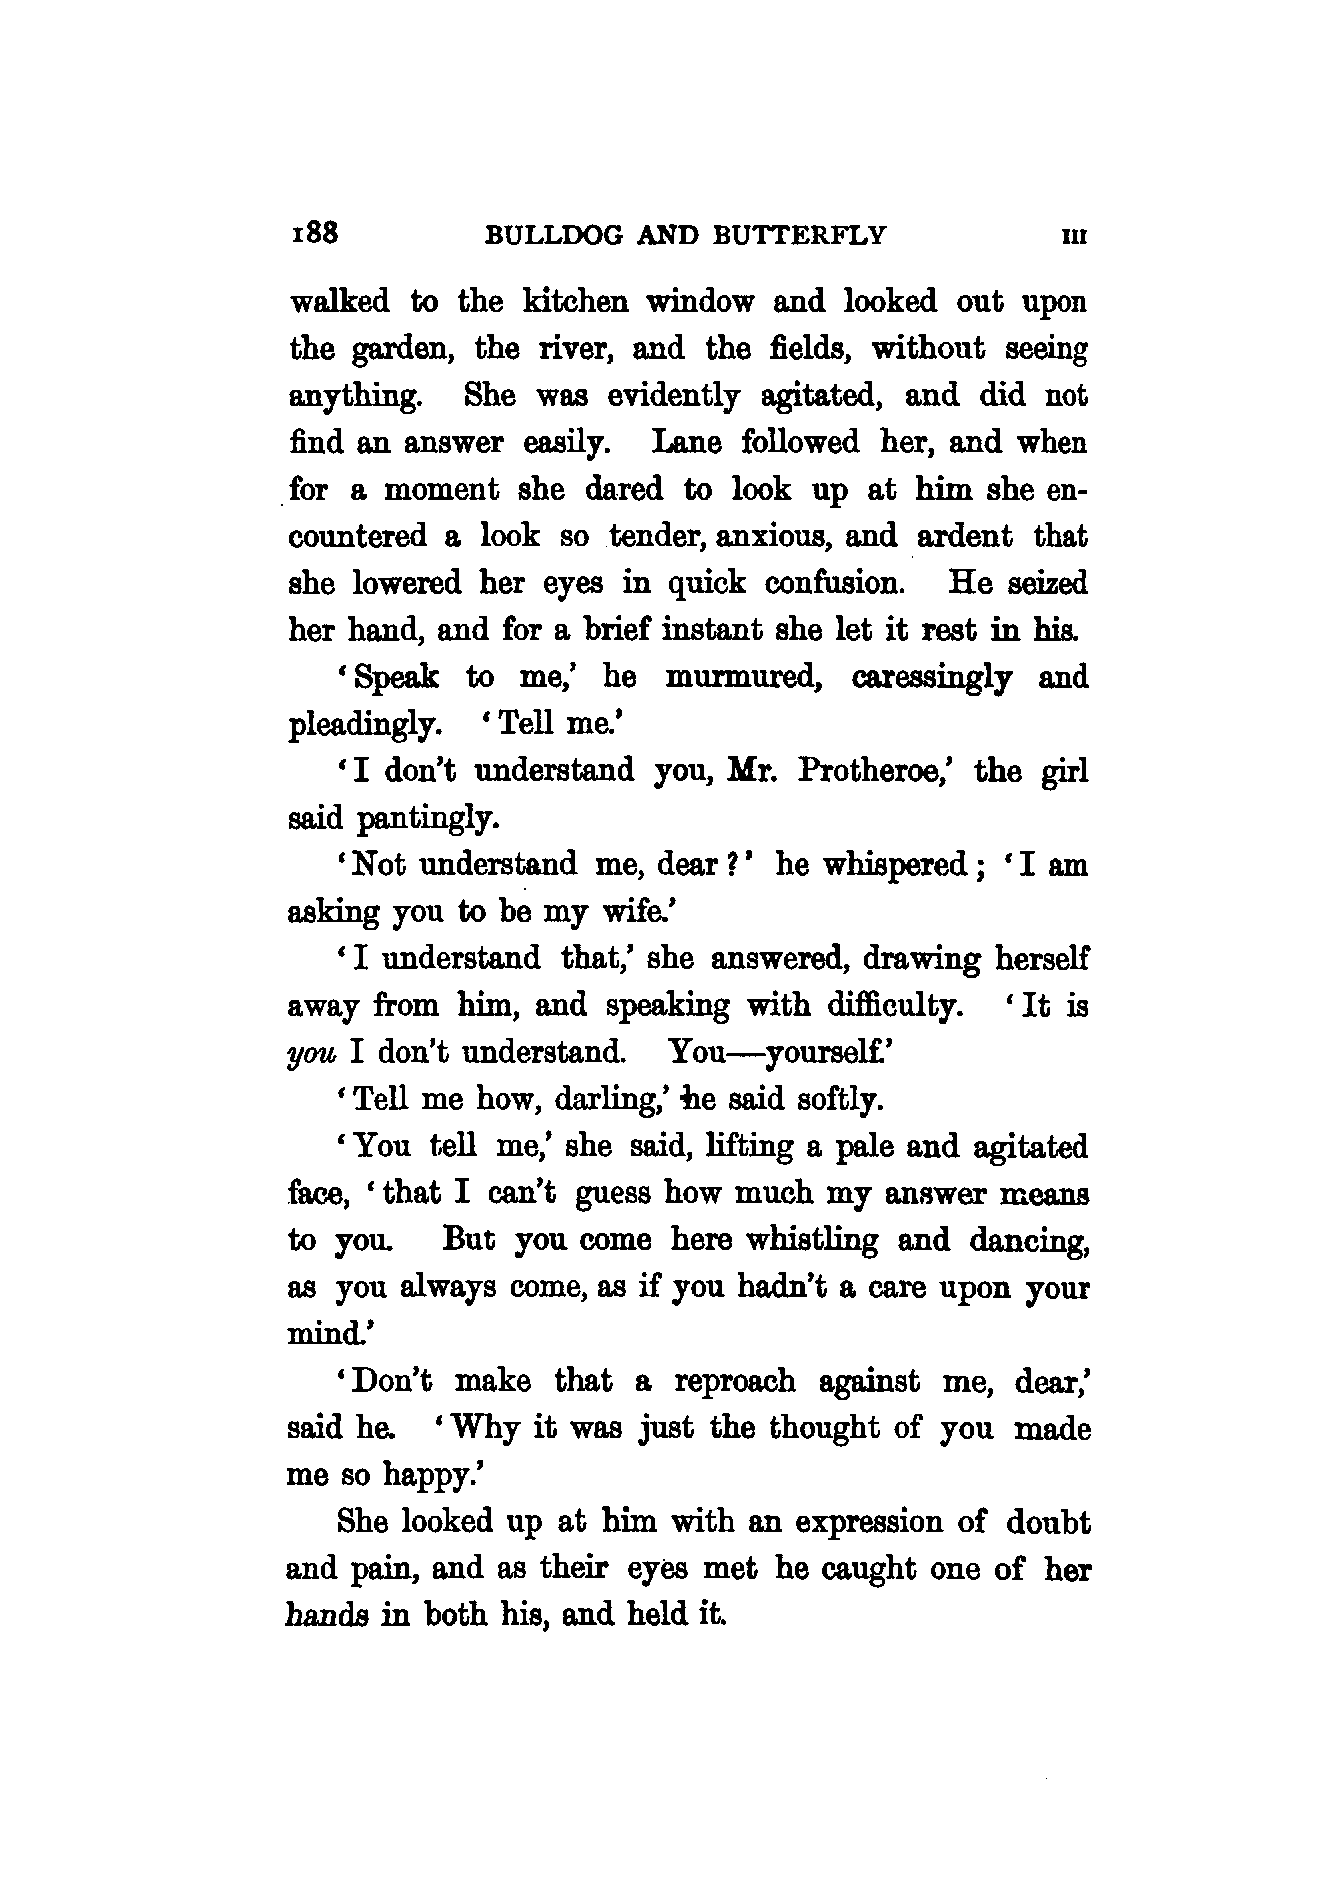 188 BULLDOG AND BUTTERFLY III
walked to the kitchen window and looked out upon
the garden, the river, and the fields, without seeing
anything. She was evidently agitated, and did not
find an answer easily. Lane followed her, and when
for a moment she dared to look up at him she en-
countered a look so tender, anxious, and ardent that
she lowered her eyes in quick confusion. He seized
her hand, and for a brief instant she let it rest in his.
‘Speak to me,’ he murmured, caressingly and
pleadingly. ‘Tell me.’
‘I don’t understand you, Mr. Protheroe,’ the girl
said pantingly.
‘Not understand me, dear?’ he whispered; ‘I am
asking you to be my wife.’
‘I understand that,’ she answered, drawing herself
away from him, and speaking with difficulty. ‘It is
you I don’t understand. You—yourself.’
‘Tell me how, darling,’ he said softly.
‘You tell me,’ she said, lifting a pale and agitated
face, ‘that I can’t guess how much my answer means
to you. But you come here whistling and dancing,
as you always come, as if you hadn’t a care upon your
mind.’
‘Don’t make that a reproach against me, dear,’
said he. ‘Why it was just the thought of you made
me so happy.’
She looked up at him with an expression of doubt
and pain, and as their eyes met he caught one of her
hands in both his, and held it.